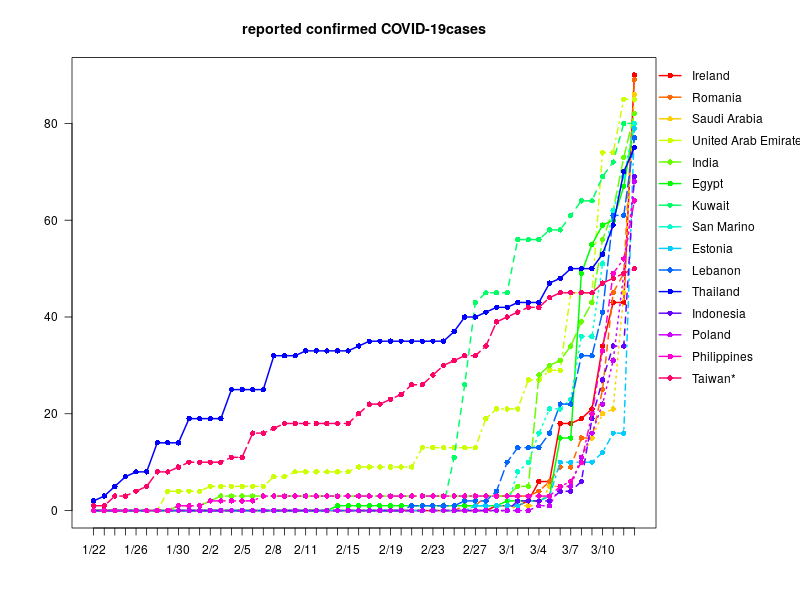 reported confirmed COVID-19cases
80
60
40
20
0
1/22
1/26
1/30
2/2
2/5
2/8
2/11
2/15
2/19
2/23
2/27
3/1
3/4
3/7
3/10
Ireland
Romania
Saudi Arabia
United Arab Emirate
India
Egypt
Kuwait
San Marino
Estonia
Lebanon
Thailand
Indonesia
Poland
Philippines
Taiwan*